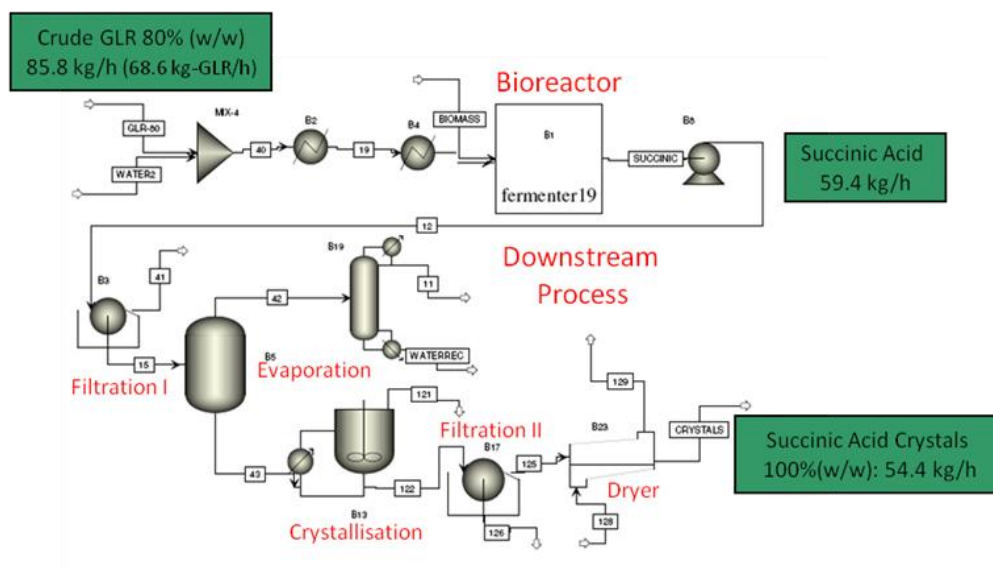 Crude GLR 80% (w/w)
85.8 kg/h (68.6 kg-GLR/h)
Bioreactor
MIX-4
GLR-80
WATER2
40
B2
19
B4
BIOMASS
B1
fermenter19
SUCCINIC
B8
Succinic Acid
59.4 kg/h
12
Downstream
Process
B3
41
15
Filtration I
42
B5
B19
11
WATERREC
Evaporation
43
121
122
B13
Crystallisation
Filtration II
B17
125
126
129
B23
CRYSTALS
Dryer
128
Succinic Acid Crystals
100%(w/w): 54.4 kg/h